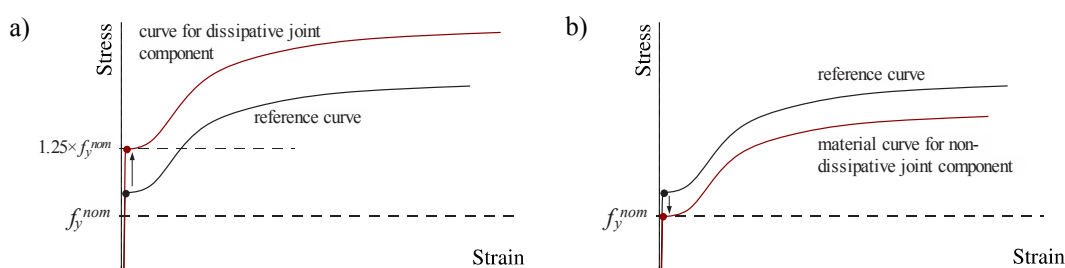 a)
Stress
curve for dissipative joint
component
reference curve
1.25× f_y^nom
f_y^nom
Strain
b)
Stress
reference curve
material curve for non-
dissipative joint component
f_y^nom
Strain